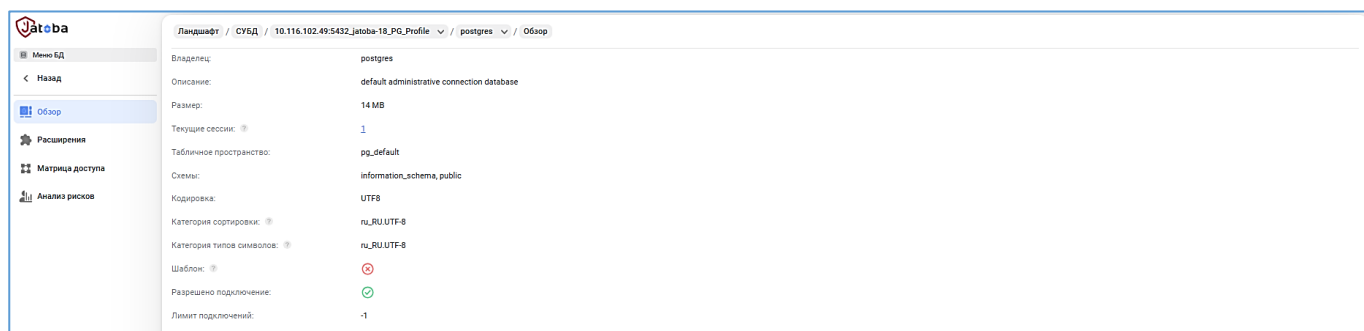 Jatoba
Ландшафт / СУБД / 10.116.102.49:5432_jatoba-18_PG_Profile / postgres / Обзор
Меню БД
Назад
Обзор
Расширения
Матрица доступа
Анализ рисков
Владелец: postgres
Описание: default administrative connection database
Размер: 14 MB
Текущие сессии: ? 1
Табличное пространство: pg_default
Схемы: information_schema, public
Кодировка: UTF8
Категория сортировки: ? ru_RU.UTF-8
Категория типов символов: ? ru_RU.UTF-8
Шаблон: ?
Разрешено подключение:
Лимит подключений: -1